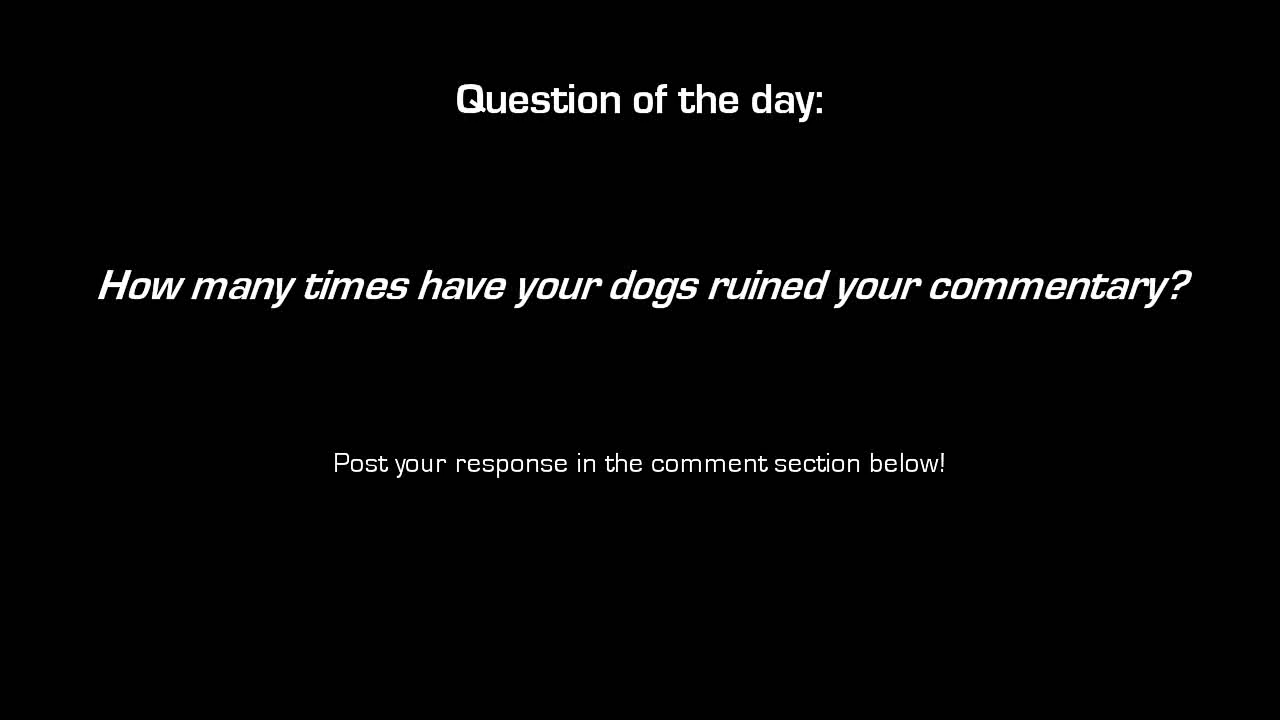 Question of the day:
How many times have your dogs ruined your commentary?
Post your response in the comment section below!